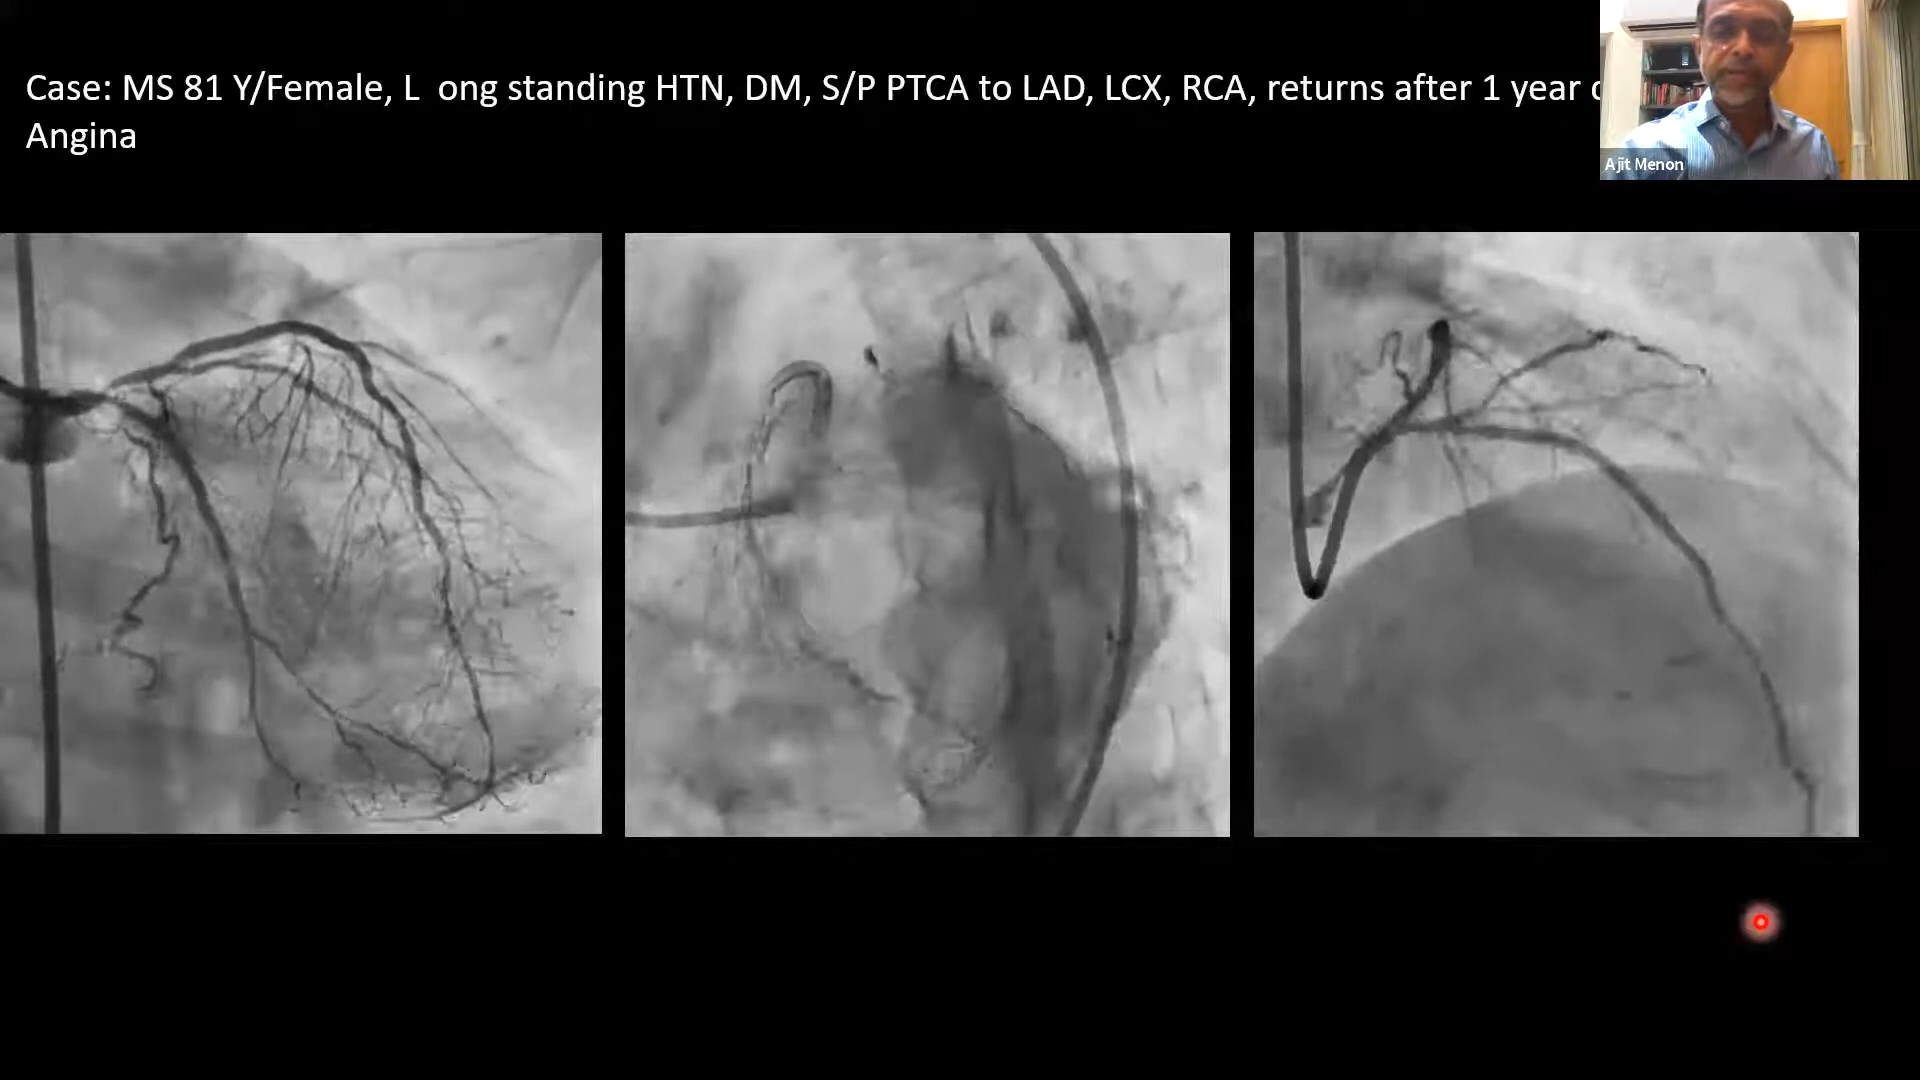 Case: MS 81 Y/Female, L ong standing HTN, DM, S/P PTCA to LAD, LCX, RCA, returns after 1 year
Angina
Ajit Menon